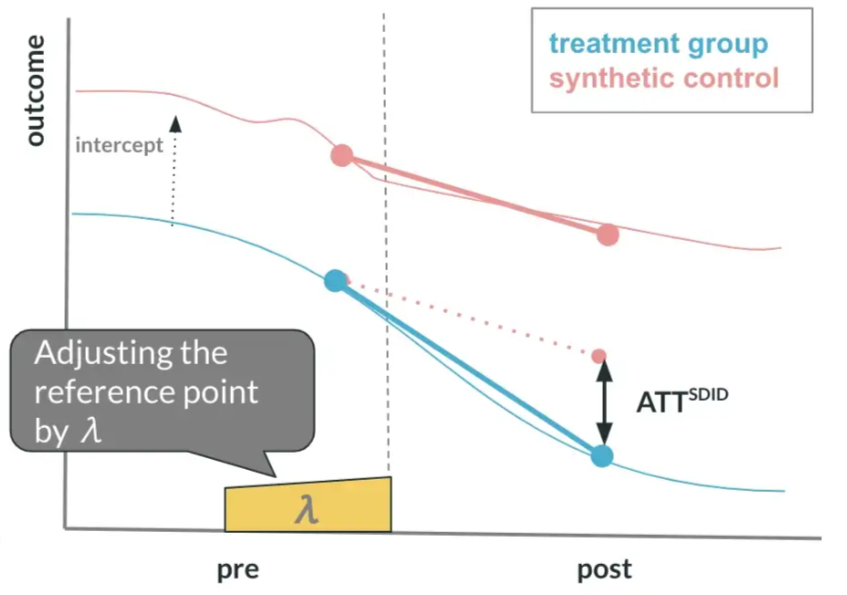 outcome
treatment group
synthetic control
intercept
Adjusting the
reference point
by λ
ATTSDID
λ
pre
post